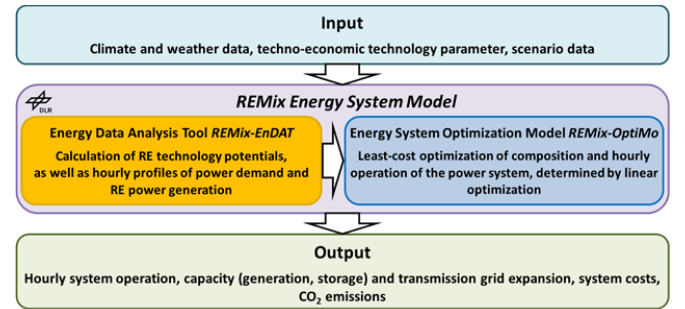 Input
Climate and weather data, techno-economic technology parameter, scenario data
DLR
REMix Energy System Model
Energy Data Analysis Tool REMix-EnDAT
Calculation of RE technology potentials,
as well as hourly profiles of power demand and
RE power generation
Energy System Optimization Model REMix-OptiMo
Least-cost optimization of composition and hourly
operation of the power system, determined by linear
optimization
Output
Hourly system operation, capacity (generation, storage) and transmission grid expansion, system costs,
CO₂ emissions